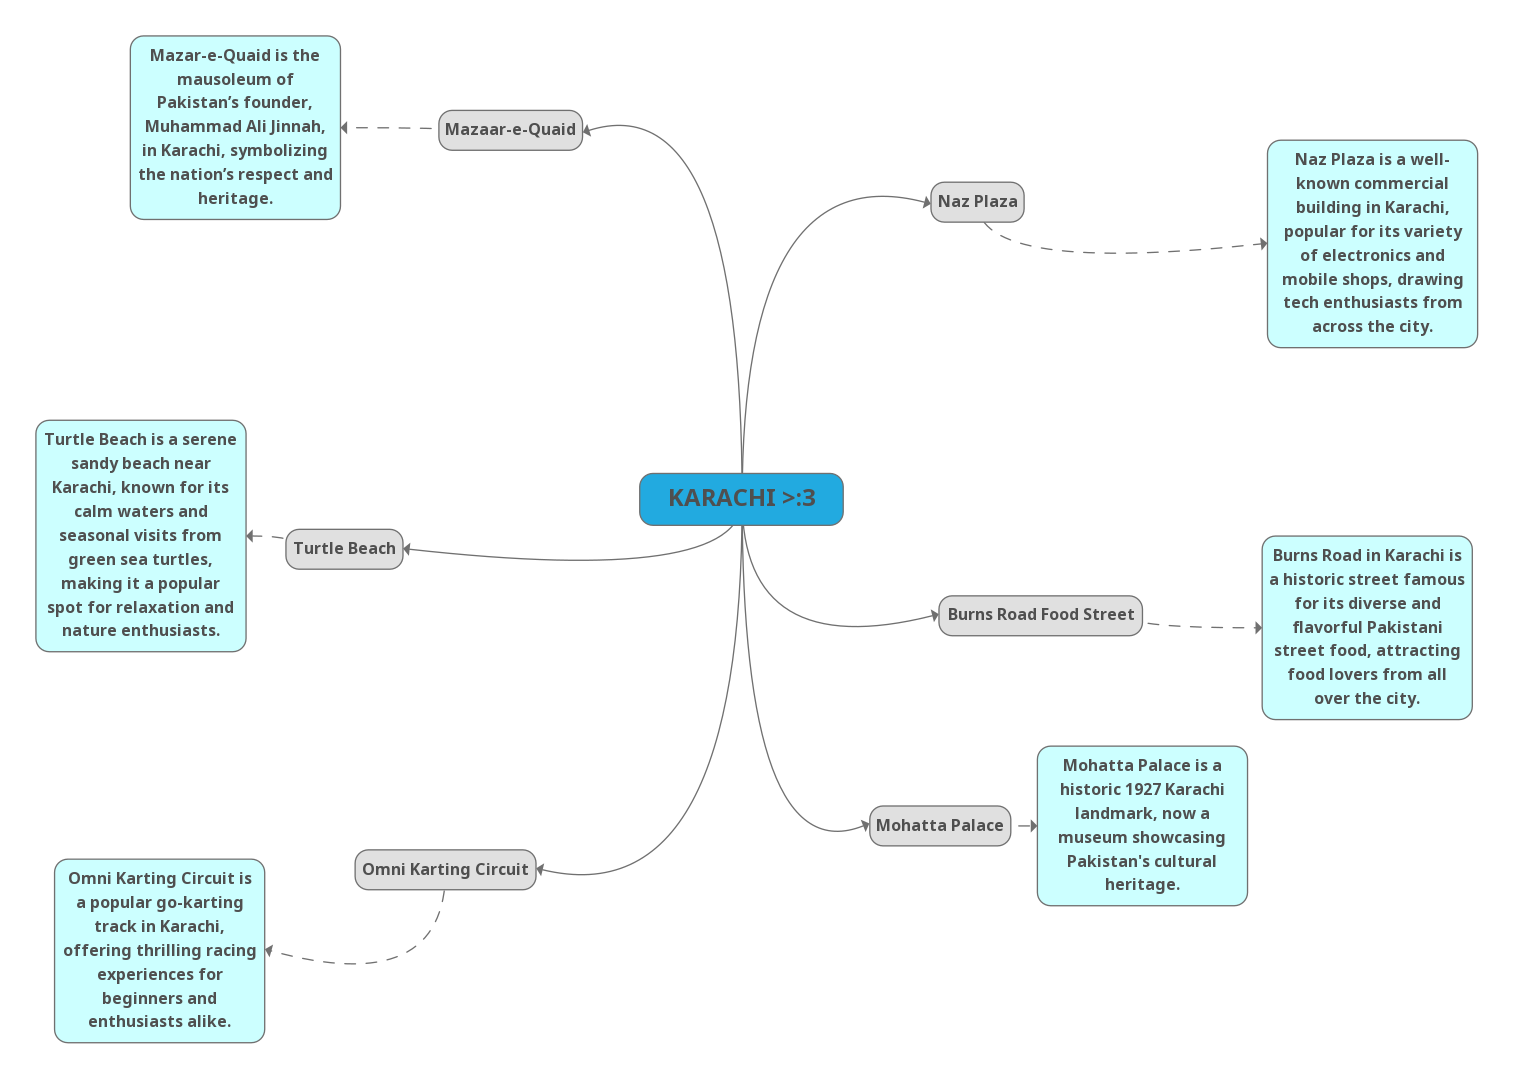 Mazar-e-Quaid is the
mausoleum of
Pakistan’s founder,
Muhammad Ali Jinnah,
in Karachi, symbolizing
the nation’s respect and
heritage.
Mazaar-e-Quaid
Naz Plaza
Naz Plaza is a well-
known commercial
building in Karachi,
popular for its variety
of electronics and
mobile shops, drawing
tech enthusiasts from
across the city.
KARACHI >:3
Turtle Beach is a serene
sandy beach near
Karachi, known for its
calm waters and
seasonal visits from
green sea turtles,
making it a popular
spot for relaxation and
nature enthusiasts.
Turtle Beach
Burns Road Food Street
Burns Road in Karachi is
a historic street famous
for its diverse and
flavorful Pakistani
street food, attracting
food lovers from all
over the city.
Mohatta Palace
Mohatta Palace is a
historic 1927 Karachi
landmark, now a
museum showcasing
Pakistan's cultural
heritage.
Omni Karting Circuit
Omni Karting Circuit is
a popular go-karting
track in Karachi,
offering thrilling racing
experiences for
beginners and
enthusiasts alike.